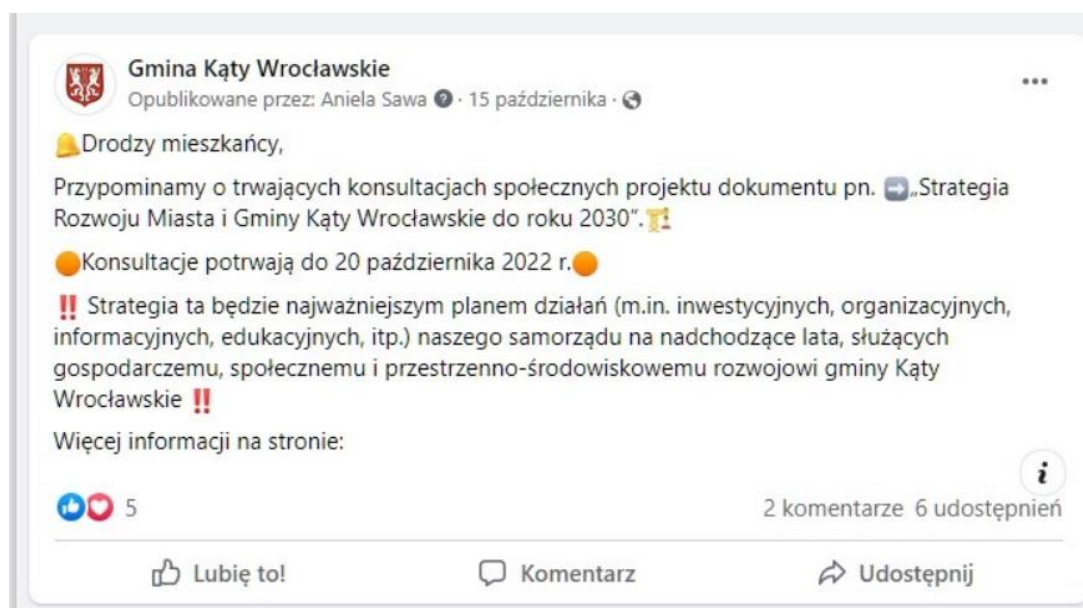 Gmina Kąty Wrocławskie
Opublikowane przez: Aniela Sawa · 15 października ·
Drodzy mieszkańcy,
Przypominamy o trwających konsultacjach społecznych projektu dokumentu pn. ➡️„Strategia
Rozwoju Miasta i Gminy Kąty Wrocławskie do roku 2030”.
Konsultacje potrwają do 20 października 2022 r.
‼️ Strategia ta będzie najważniejszym planem działań (m.in. inwestycyjnych, organizacyjnych,
informacyjnych, edukacyjnych, itp.) naszego samorządu na nadchodzące lata, służących
gospodarczemu, społecznemu i przestrzenno-środowiskowemu rozwojowi gminy Kąty
Wrocławskie ‼️
Więcej informacji na stronie:
i
5 2 komentarze 6 udostępnień
Lubię to! Komentarz Udostępnij